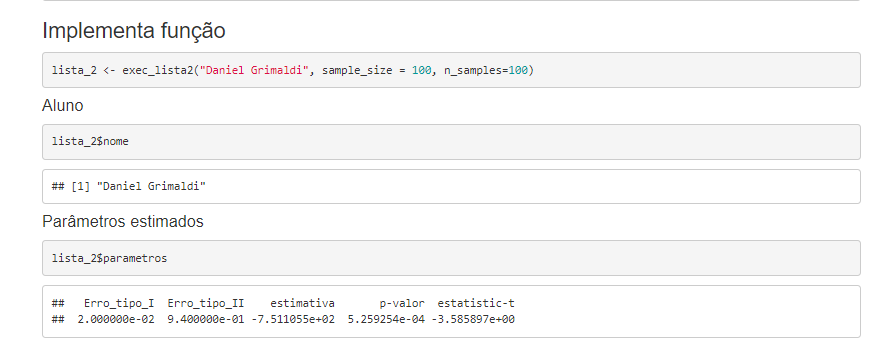 Implementa função
lista_2 <- exec_lista2("Daniel Grimaldi", sample_size = 100, n_samples=100)
Aluno
lista_2$nome
## [1] "Daniel Grimaldi"
Parâmetros estimados
lista_2$parametros
##   Erro_tipo_I  Erro_tipo_II    estimativa       p-valor  estatistic-t
##  2.000000e-02  9.400000e-01 -7.511055e+02  5.259254e-04 -3.585897e+00